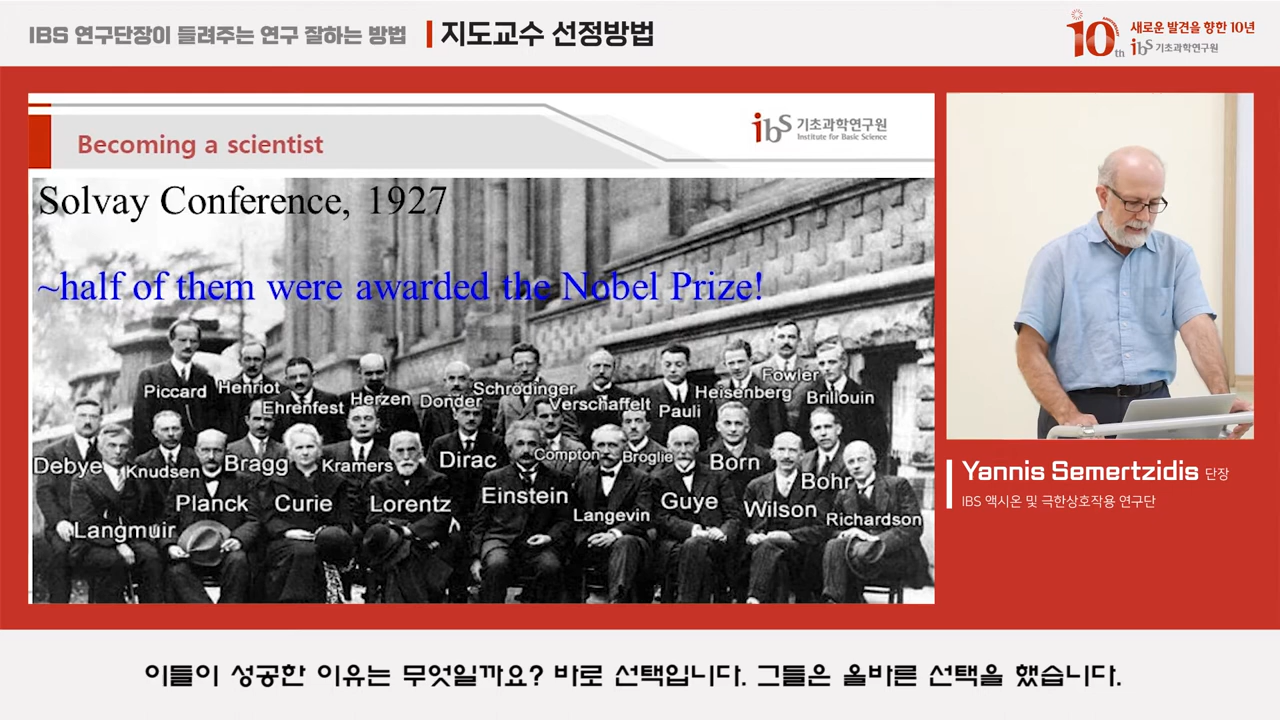 IBS 연구단장이 들려주는 연구 잘하는 방법
지도교수 선정방법
10th
새로운 발견을 향한 10년
ibs 기초과학연구원
Becoming a scientist
ibs 기초과학연구원
Institute for Basic Science
Solvay Conference, 1927
~half of them were awarded the Nobel Prize!
Piccard
Henriot
Ehrenfest
Herzen
Donder
Schrödinger
Verschaffelt
Pauli
Heisenberg
Fowler
Brillouin
Debye
Knudsen
Bragg
Kramers
Dirac
Compton
Broglie
Born
Bohr
Langmuir
Planck
Curie
Lorentz
Einstein
Langevin
Guye
Wilson
Richardson
Yannis Semertzidis 단장
IBS 액시온 및 극한상호작용 연구단
이들이 성공한 이유는 무엇일까요? 바로 선택입니다. 그들은 올바른 선택을 했습니다.